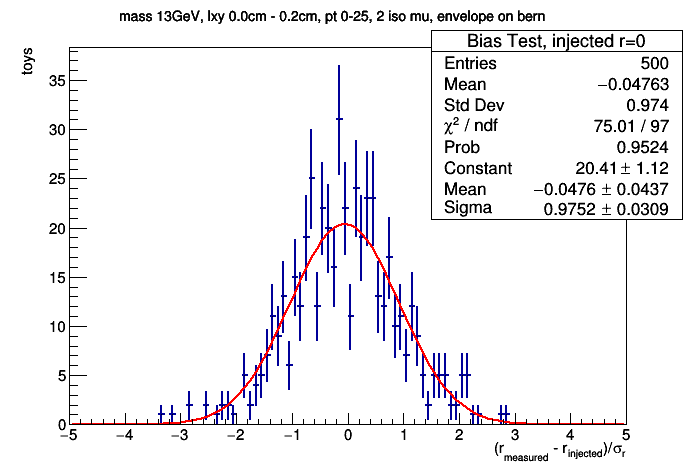 mass 13GeV, lxy 0.0cm - 0.2cm, pt 0-25, 2 iso mu, envelope on bern
Bias Test, injected r=0
Entries 500
Mean −0.04763
Std Dev 0.974
χ² / ndf 75.01 / 97
Prob 0.9524
Constant 20.41 ± 1.12
Mean −0.0476 ± 0.0437
Sigma 0.9752 ± 0.0309
toys
35
30
25
20
15
10
5
0
−5 −4 −3 −2 −1 0 1 2 3 4 5
(r_measured - r_injected)/σ_r